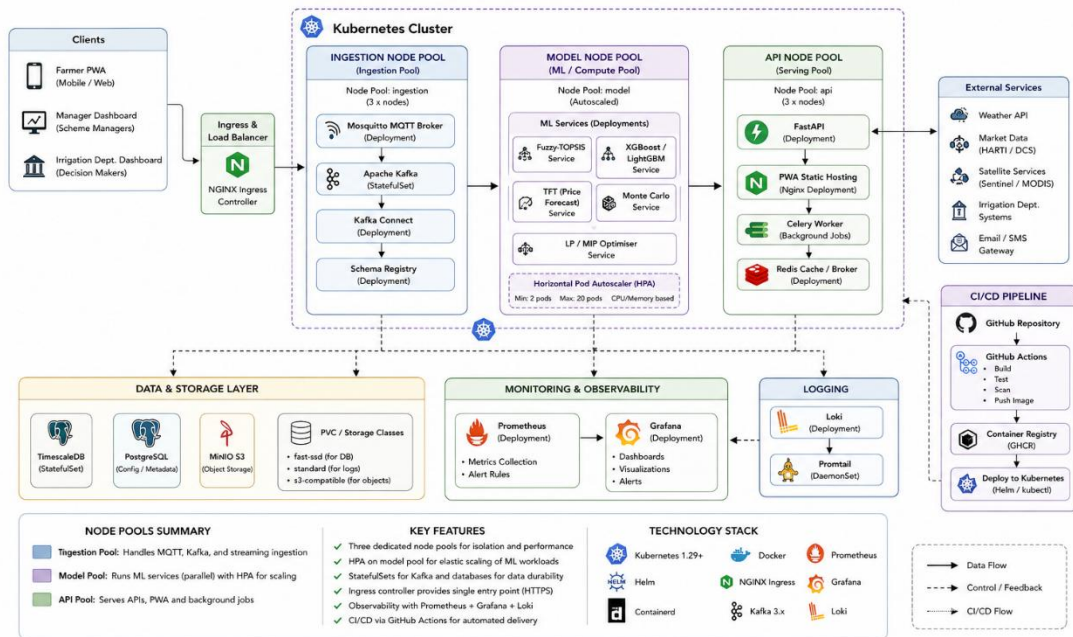 Kubernetes Cluster
Clients
Farmer PWA
(Mobile / Web)
Manager Dashboard
(Scheme Managers)
Irrigation Dept. Dashboard
(Decision Makers)
Ingress &
Load Balancer
NGINX Ingress
Controller
INGESTION NODE POOL
(Ingestion Pool)
Node Pool: ingestion
(3 x nodes)
Mosquitto MQTT Broker
(Deployment)
Apache Kafka
(StatefulSet)
Kafka Connect
(Deployment)
Schema Registry
(Deployment)
MODEL NODE POOL
(ML / Compute Pool)
Node Pool: model
(Autoscaled)
ML Services (Deployments)
Fuzzy-TOPSIS
Service
XGBoost /
LightGBM
Service
TFT (Price
Forecast)
Service
Monte Carlo
Service
LP / MIP Optimiser
Service
Horizontal Pod Autoscaler (HPA)
Min: 2 pods Max: 20 pods CPU/Memory based
API NODE POOL
(Serving Pool)
Node Pool: api
(3 x nodes)
FastAPI
(Deployment)
PWA Static Hosting
(Nginx Deployment)
Celery Worker
(Background Jobs)
Redis Cache / Broker
(Deployment)
External Services
Weather API
Market Data
(HARTI / DCS)
Satellite Services
(Sentinel / MODIS)
Irrigation Dept.
Systems
Email / SMS
Gateway
CI/CD PIPELINE
GitHub Repository
GitHub Actions
• Build
• Test
• Scan
• Push Image
Container Registry
(GHCR)
Deploy to Kubernetes
(Helm / kubectl)
DATA & STORAGE LAYER
TimescaleDB
(StatefulSet)
PostgreSQL
(Config / Metadata)
MinIO S3
(Object Storage)
PVC / Storage Classes
• fast-ssd (for DB)
• standard (for logs)
• s3-compatible (for objects)
MONITORING & OBSERVABILITY
Prometheus
(Deployment)
• Metrics Collection
• Alert Rules
Grafana
(Deployment)
• Dashboards
• Visualizations
• Alerts
LOGGING
Loki
(Deployment)
Promtail
(DaemonSet)
NODE POOLS SUMMARY
Tngestion Pool: Handles MQTT, Kafka, and streaming ingestion
Model Pool: Runs ML services (parallel) with HPA for scaling
API Pool: Serves APIs, PWA and background jobs
KEY FEATURES
✓ Three dedicated node pools for isolation and performance
✓ HPA on model pool for elastic scaling of ML workloads
✓ StatefulSets for Kafka and databases for data durability
✓ Ingress controller provides single entry point (HTTPS)
✓ Observability with Prometheus + Grafana + Loki
✓ CI/CD via GitHub Actions for automated delivery
TECHNOLOGY STACK
Kubernetes 1.29+
Docker
Prometheus
HELM
Helm
NGINX Ingress
Grafana
Containerd
Kafka 3.x
Loki
Data Flow
Control / Feedback
CI/CD Flow